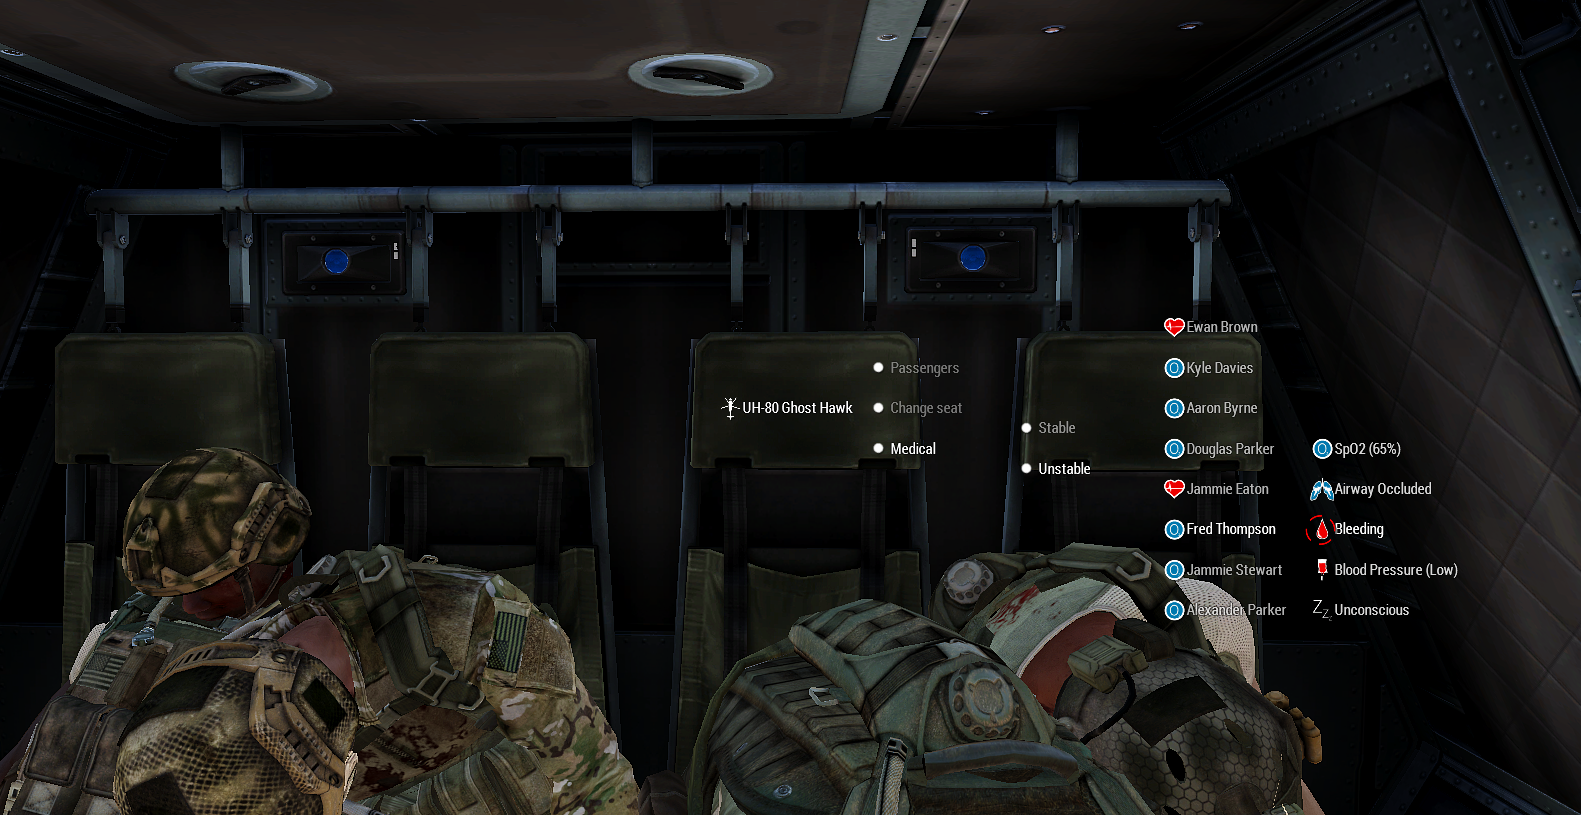 Ewan Brown
Passengers
Kyle Davies
UH-80 Ghost Hawk
Change seat
Aaron Byrne
Stable
Medical
Douglas Parker
SpO2 (65%)
Unstable
Jammie Eaton
Airway Occluded
Fred Thompson
Bleeding
Jammie Stewart
Blood Pressure (Low)
Alexander Parker
Unconscious